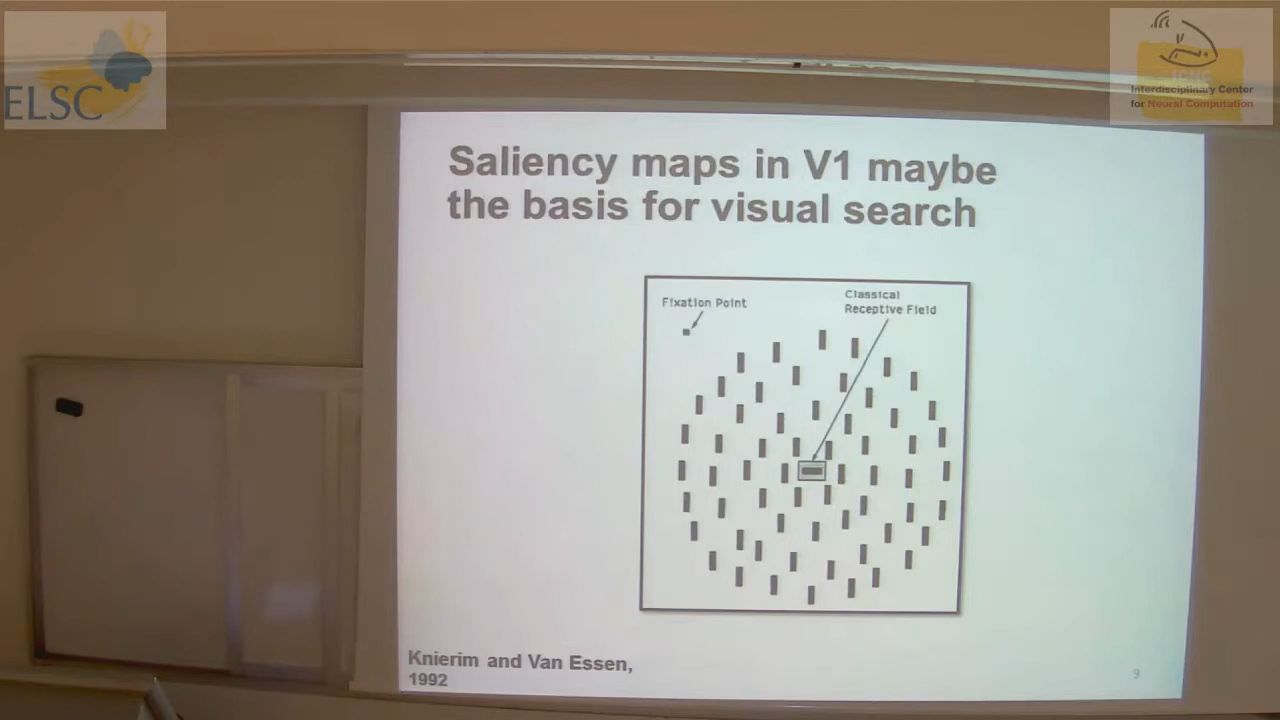 ELSC
ICNC
Interdisciplinary Center
for Neural Computation
Saliency maps in V1 maybe
the basis for visual search
Fixation Point
Classical
Receptive Field
Knierim and Van Essen,
1992
9